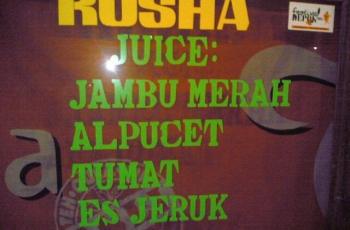 ROSHA
JUICE:
JAMBU MERAH
ALPUCET
TUMAT
ES JERUK